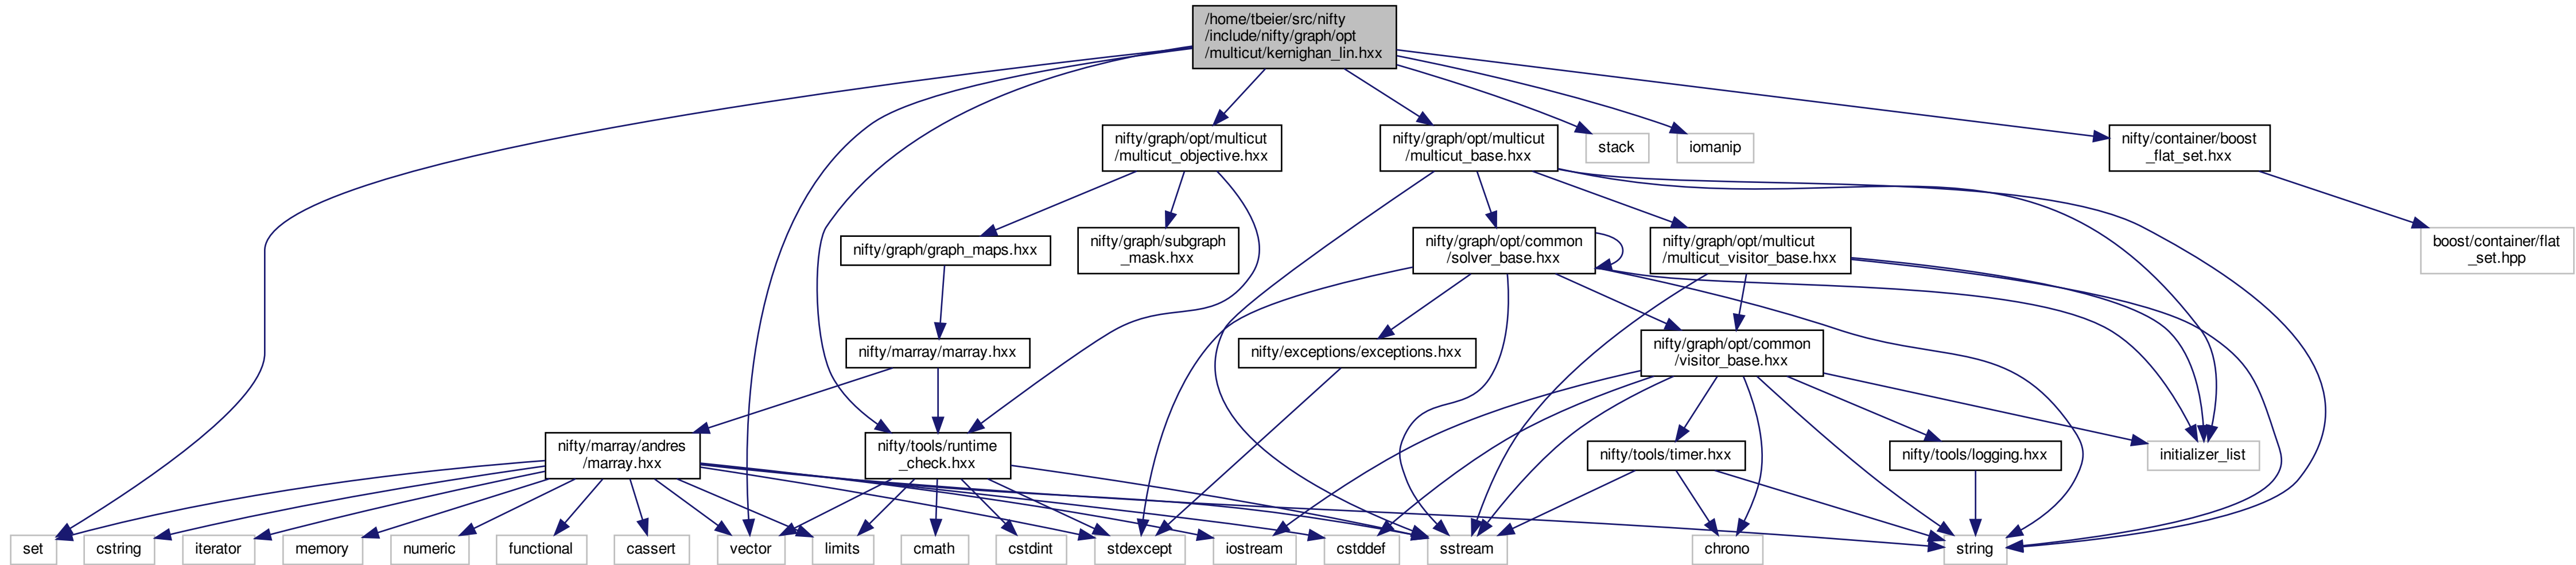 /home/tbeier/src/nifty
/include/nifty/graph/opt
/multicut/kernighan_lin.hxx
nifty/graph/opt/multicut
/multicut_objective.hxx
nifty/graph/opt/multicut
/multicut_base.hxx
stack
iomanip
nifty/container/boost
_flat_set.hxx
nifty/graph/graph_maps.hxx
nifty/graph/subgraph
_mask.hxx
nifty/graph/opt/common
/solver_base.hxx
nifty/graph/opt/multicut
/multicut_visitor_base.hxx
boost/container/flat
_set.hpp
nifty/marray/marray.hxx
nifty/exceptions/exceptions.hxx
nifty/graph/opt/common
/visitor_base.hxx
nifty/marray/andres
/marray.hxx
nifty/tools/runtime
_check.hxx
nifty/tools/timer.hxx
nifty/tools/logging.hxx
initializer_list
set
cstring
iterator
memory
numeric
functional
cassert
vector
limits
cmath
cstdint
stdexcept
iostream
cstddef
sstream
chrono
string